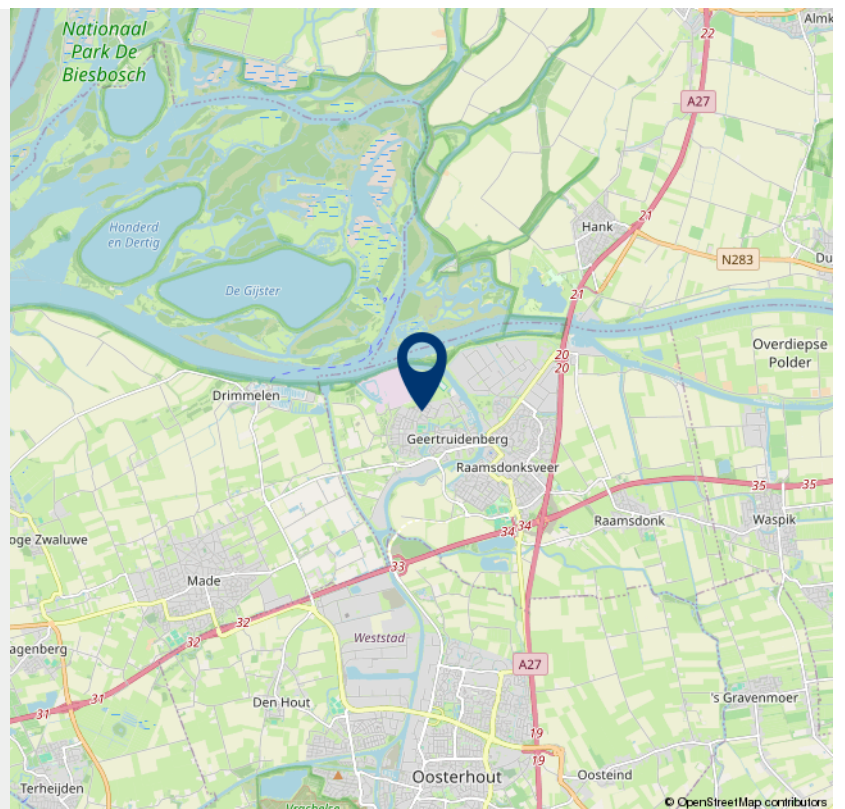 Nationaal
Park De
Biesbosch
Almk
22
A27
Honderd
en Dertig
Hank
21
N283
Du
De Gijster
21
Overdiepse
Polder
20
20
Drimmelen
Geertruidenberg
Raamsdonksveer
35
35
34
34
Raamsdonk
Waspik
oge Zwaluwe
33
Made
32
32
Weststad
agenberg
A27
31
31
Den Hout
's Gravenmoer
19
19
Oosterhout
Oosteind
Terheijden
Vrachelse
© OpenStreetMap contributors